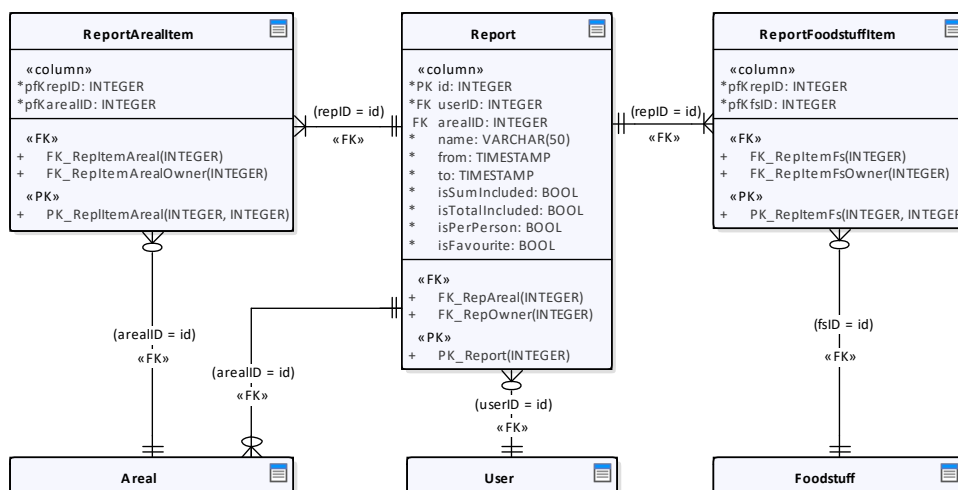 ReportArealItem
«column»
*pfKrepID: INTEGER
*pfKarealID: INTEGER
«FK»
+ FK_RepItemAreal(INTEGER)
+ FK_RepItemArealOwner(INTEGER)
«PK»
+ PK_RepIItemAreal(INTEGER, INTEGER)
(repID = id)
«FK»
Report
«column»
*PK id: INTEGER
*FK userID: INTEGER
FK arealID: INTEGER
* name: VARCHAR(50)
* from: TIMESTAMP
* to: TIMESTAMP
* isSumIncluded: BOOL
* isTotalIncluded: BOOL
* isPerPerson: BOOL
* isFavourite: BOOL
«FK»
+ FK_RepAreal(INTEGER)
+ FK_RepOwner(INTEGER)
«PK»
+ PK_Report(INTEGER)
(repID = id)
«FK»
ReportFoodstuffItem
«column»
*pfKrepID: INTEGER
*pfKfsID: INTEGER
«FK»
+ FK_RepItemFs(INTEGER)
+ FK_RepItemFsOwner(INTEGER)
«PK»
+ PK_RepItemFs(INTEGER, INTEGER
(arealID = id)
«FK»
(arealID = id)
«FK»
(userID = id)
«FK»
(fsID = id)
«FK»
Areal
User
Foodstuff